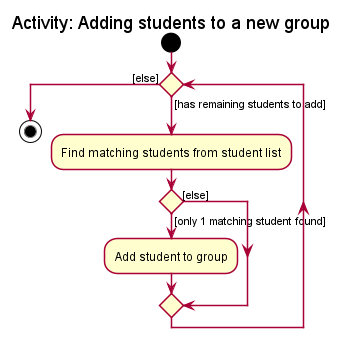 Activity: Adding students to a new group
[else]
[has remaining students to add]
Find matching students from student list
[else]
[only 1 matching student found]
Add student to group